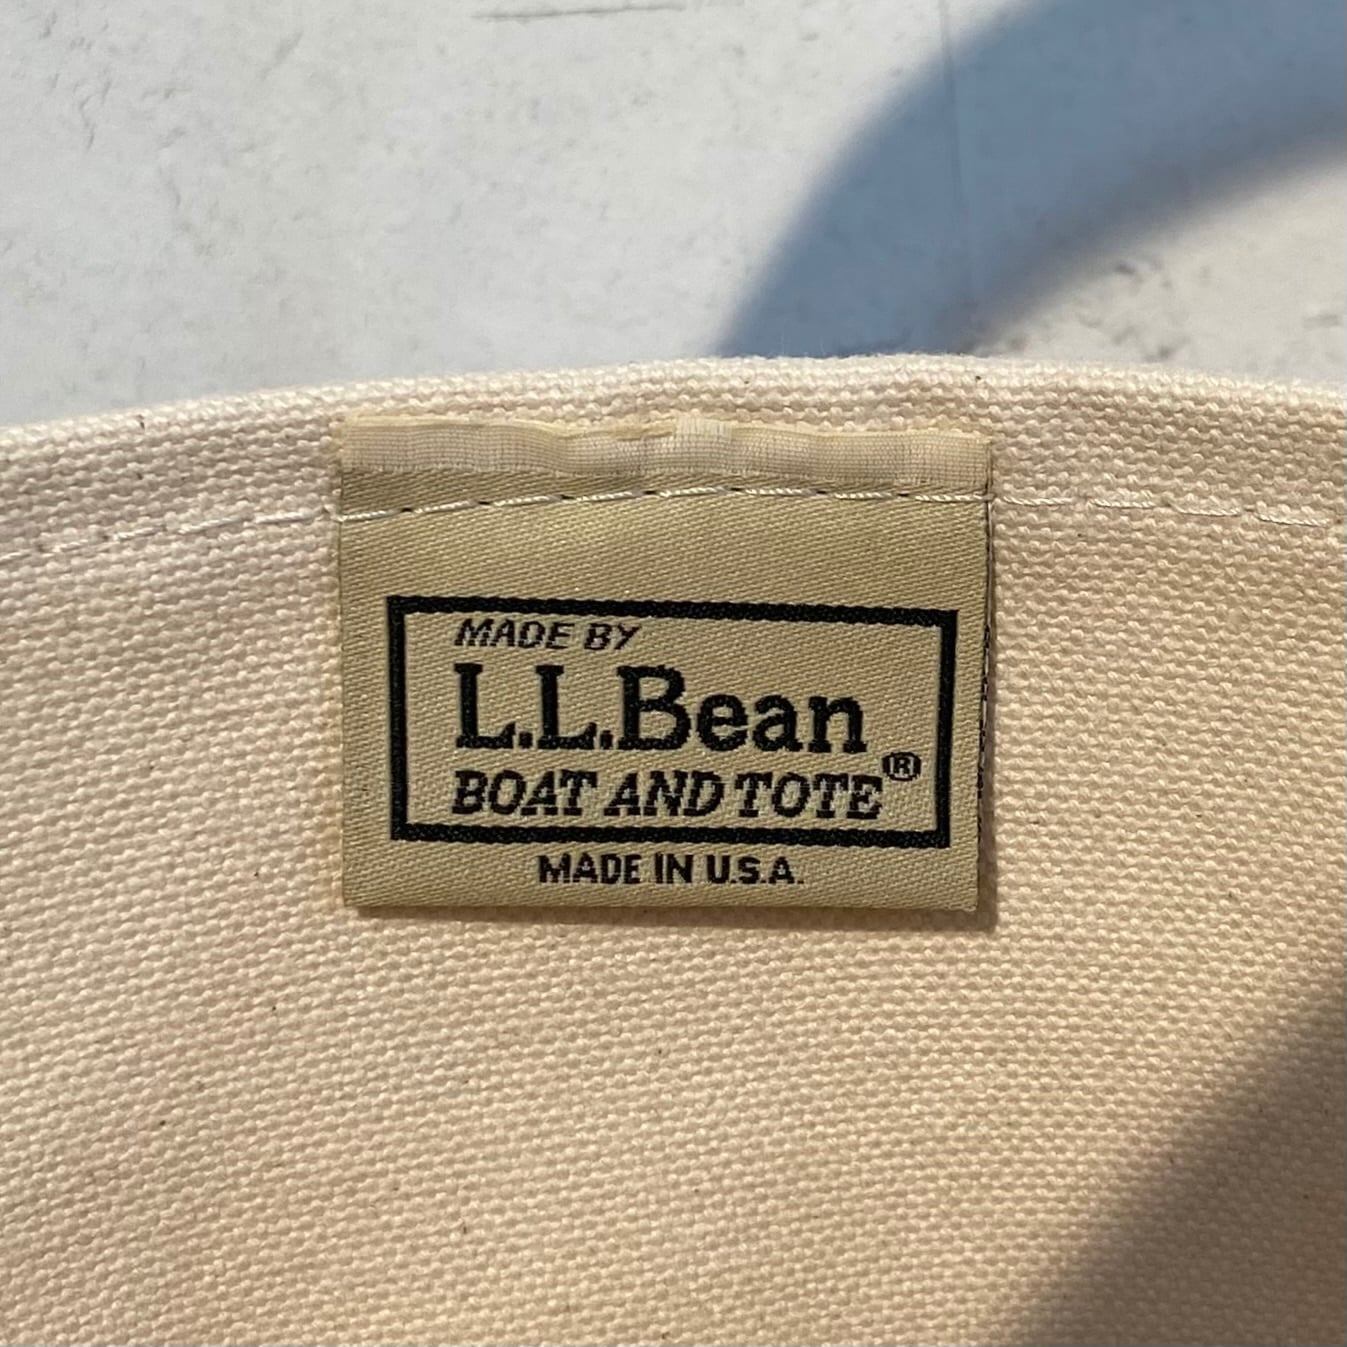 MADE BY
L.L.Bean
BOAT AND TOTE®
MADE IN U.S.A.